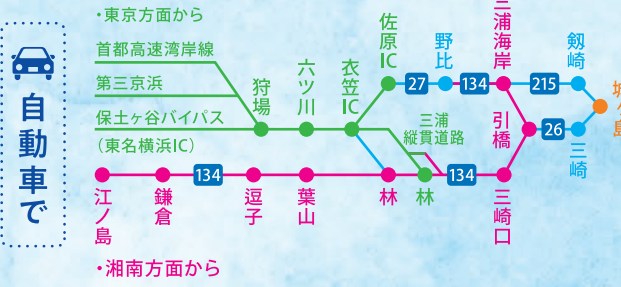 自動車で
・東京方面から
首都高速湾岸線
第三京浜
保土ヶ谷バイパス
(東名横浜IC)
狩場
六ツ川
衣笠IC
佐原IC
27
野比
134
三浦海岸
215
剱崎
城ヶ島
引橋
26
三崎
三浦
縦貫道路
江ノ島
134
鎌倉
逗子
葉山
林
林
134
三崎口
・湘南方面から